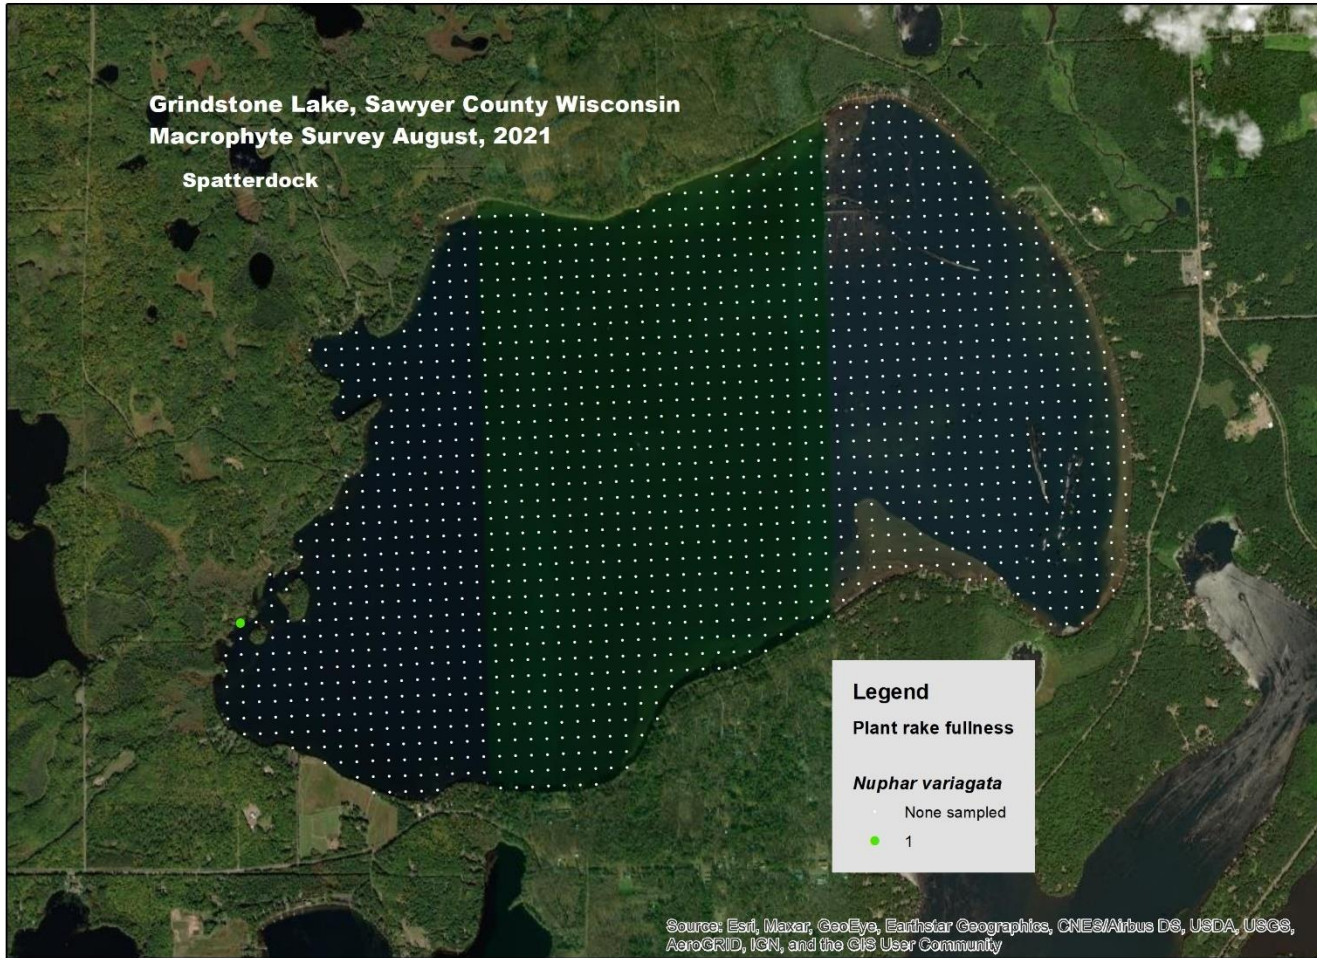 Grindstone Lake, Sawyer County Wisconsin
Macrophyte Survey August, 2021
Spatterdock
Legend
Plant rake fullness
Nuphar variagata
None sampled
1
Source: Esri, Maxar, GeoEye, Earthstar Geographics, CNES/Airbus DS, USDA, USGS,
AeroGRID, IGN, and the GIS User Community